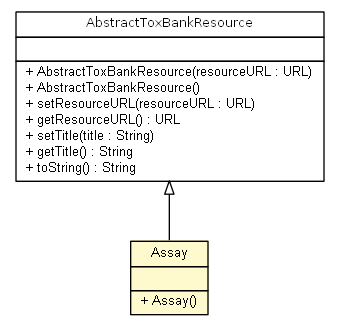 AbstractToxBankResource
+ AbstractToxBankResource(resourceURL : URL)
+ AbstractToxBankResource()
+ setResourceURL(resourceURL : URL)
+ getResourceURL() : URL
+ setTitle(title : String)
+ getTitle() : String
+ toString() : String
Assay
+ Assay()